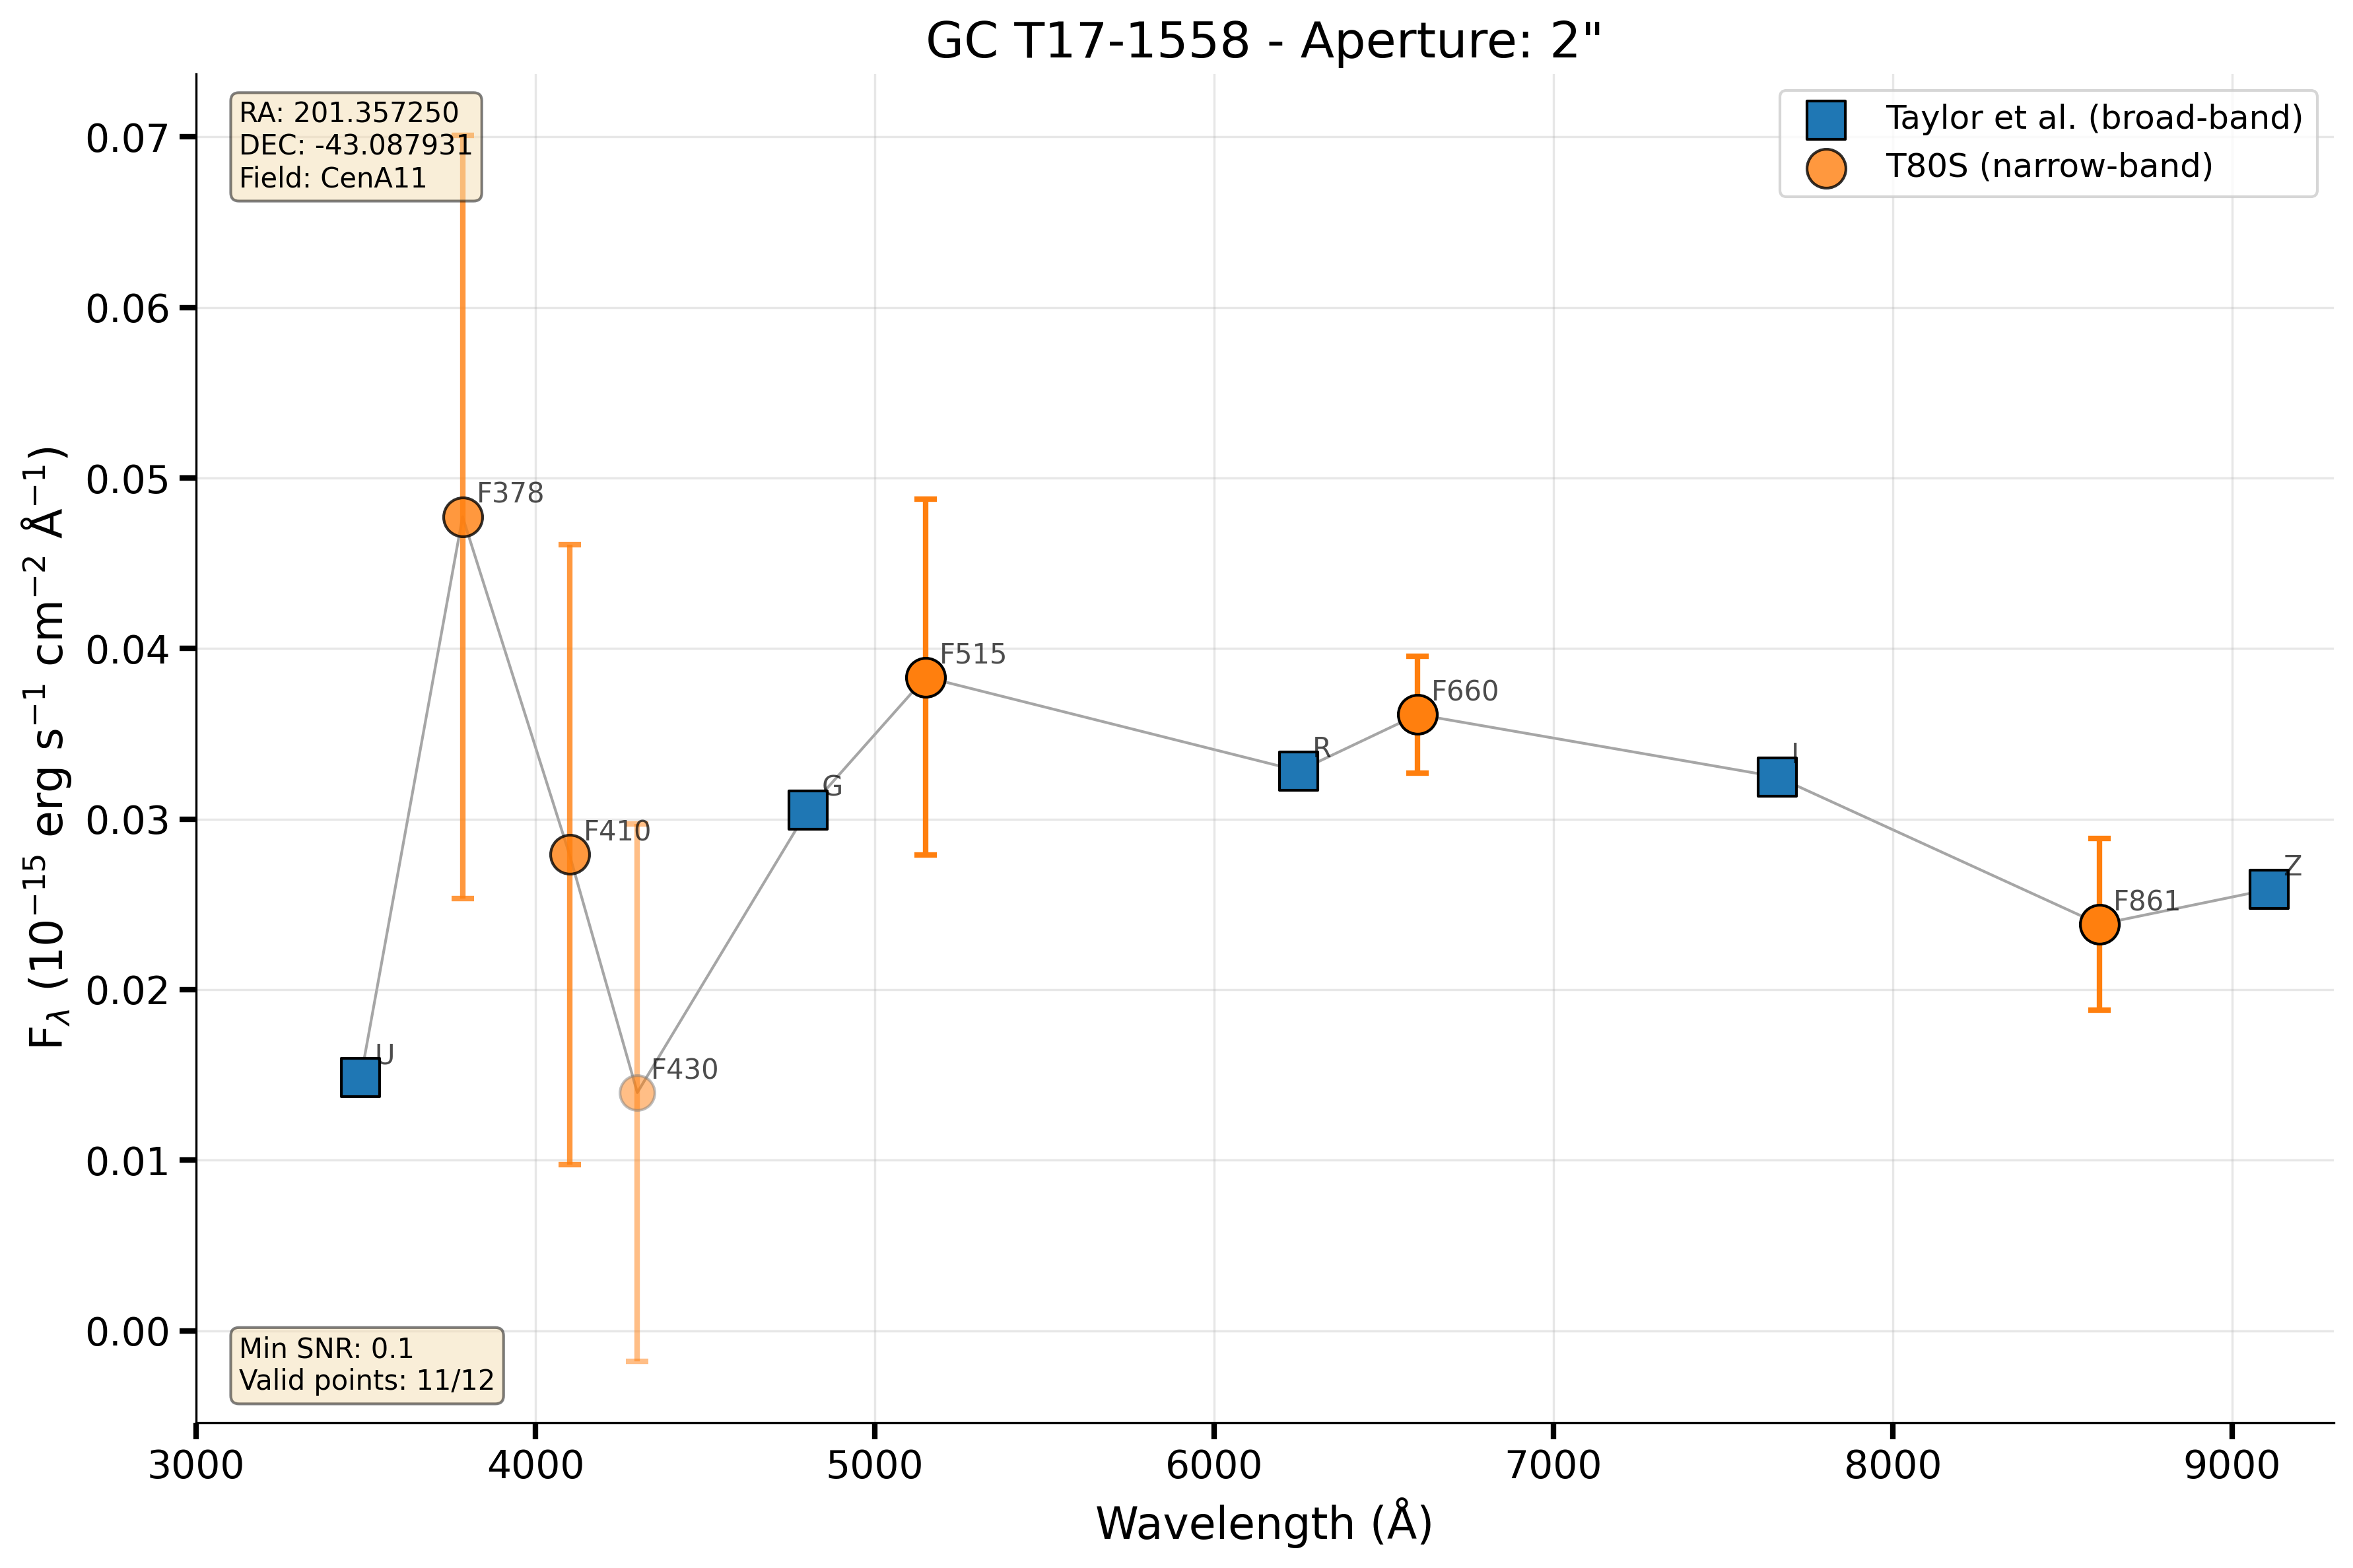 GC T17-1558 - Aperture: 2"
RA: 201.357250
DEC: -43.087931
Field: CenA11
Taylor et al. (broad-band)
T80S (narrow-band)
0.07
0.06
0.05
0.04
0.03
0.02
0.01
0.00
F_λ (10⁻¹⁵ erg s⁻¹ cm⁻² Å⁻¹)
U
F378
F410
F430
G
F515
R
F660
I
F861
Z
Min SNR: 0.1
Valid points: 11/12
3000 4000 5000 6000 7000 8000 9000
Wavelength (Å)